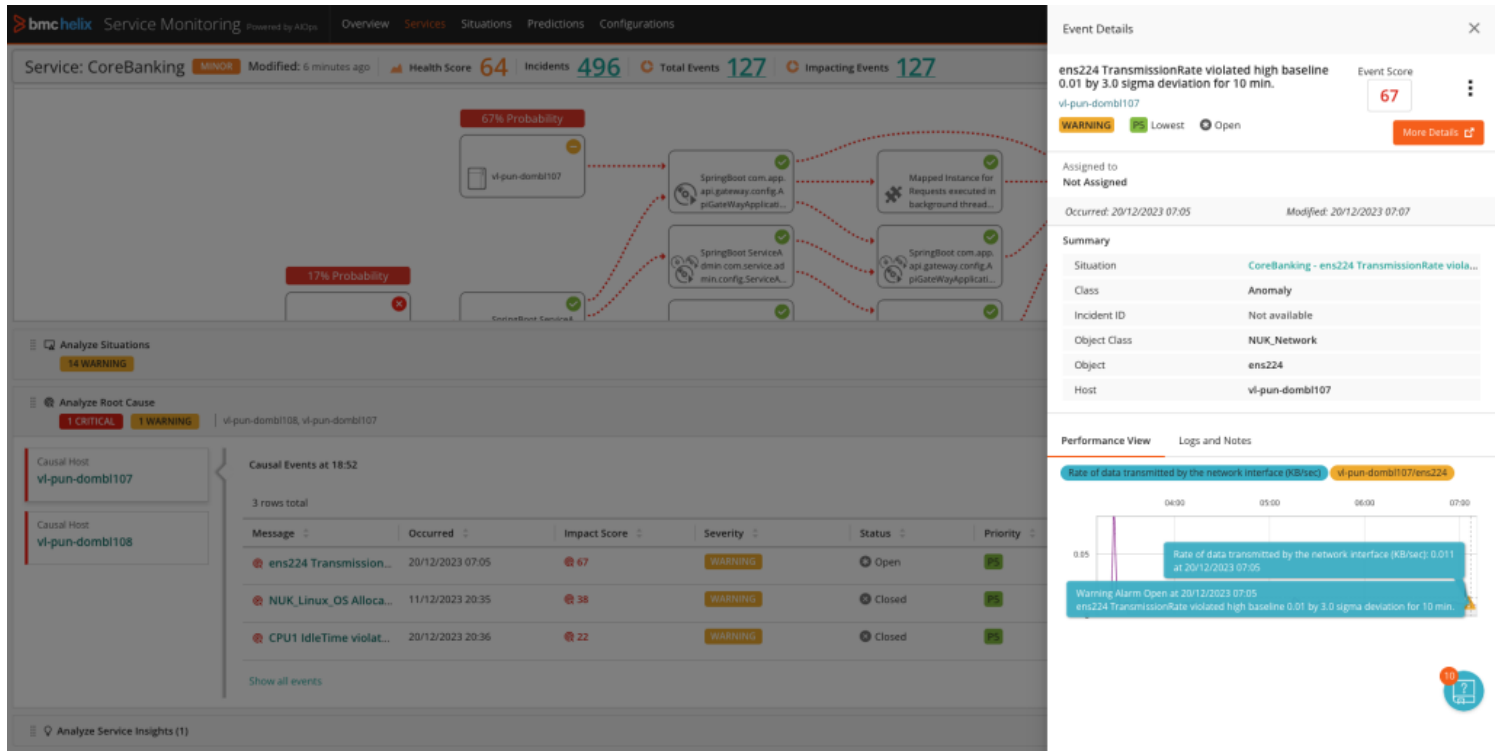 bmc helix Service Monitoring Powered by AIOps Overview Services Situations Predictions Configurations
Service: CoreBanking MINOR Modified: 6 minutes ago Health Score 64 Incidents 496 Total Events 127 Impacting Events 127
67% Probability
vl-pun-dombl107
SpringBoot com.app.
api.gateway.config.A
piGateWayApplicati...
Mapped Instance for
Requests executed in
background thread...
SpringBoot ServiceA
dmin com.service.ad
min.config.ServiceA...
SpringBoot com.app.
api.gateway.config.A
piGateWayApplicati...
17% Probability
SpringBoot ServiceA
Analyze Situations
14 WARNING
Analyze Root Cause
1 CRITICAL 1 WARNING vl-pun-dombl108, vl-pun-dombl107
Causal Host
vl-pun-dombl107
Causal Host
vl-pun-dombl108
Causal Events at 18:52
3 rows total
Message Occurred Impact Score Severity Status Priority
ens224 Transmission... 20/12/2023 07:05 67 WARNING Open P5
NUK_Linux_OS Alloca... 11/12/2023 20:35 38 WARNING Closed P5
CPU1 IdleTime violat... 20/12/2023 20:36 22 WARNING Closed P5
Show all events
Analyze Service Insights (1)
Event Details
ens224 TransmissionRate violated high baseline
0.01 by 3.0 sigma deviation for 10 min.
Event Score
67
vl-pun-dombl107
WARNING P5 Lowest Open
More Details
Assigned to
Not Assigned
Occurred: 20/12/2023 07:05 Modified: 20/12/2023 07:07
Summary
Situation CoreBanking - ens224 TransmissionRate viola...
Class Anomaly
Incident ID Not available
Object Class NUK_Network
Object ens224
Host vl-pun-dombl107
Performance View Logs and Notes
Rate of data transmitted by the network interface (KB/sec) vl-pun-dombl107/ens224
04:00 05:00 06:00 07:00
0.05
Rate of data transmitted by the network interface (KB/sec): 0.011
at 20/12/2023 07:05
Warning Alarm Open at 20/12/2023 07:05
ens224 TransmissionRate violated high baseline 0.01 by 3.0 sigma deviation for 10 min.
10